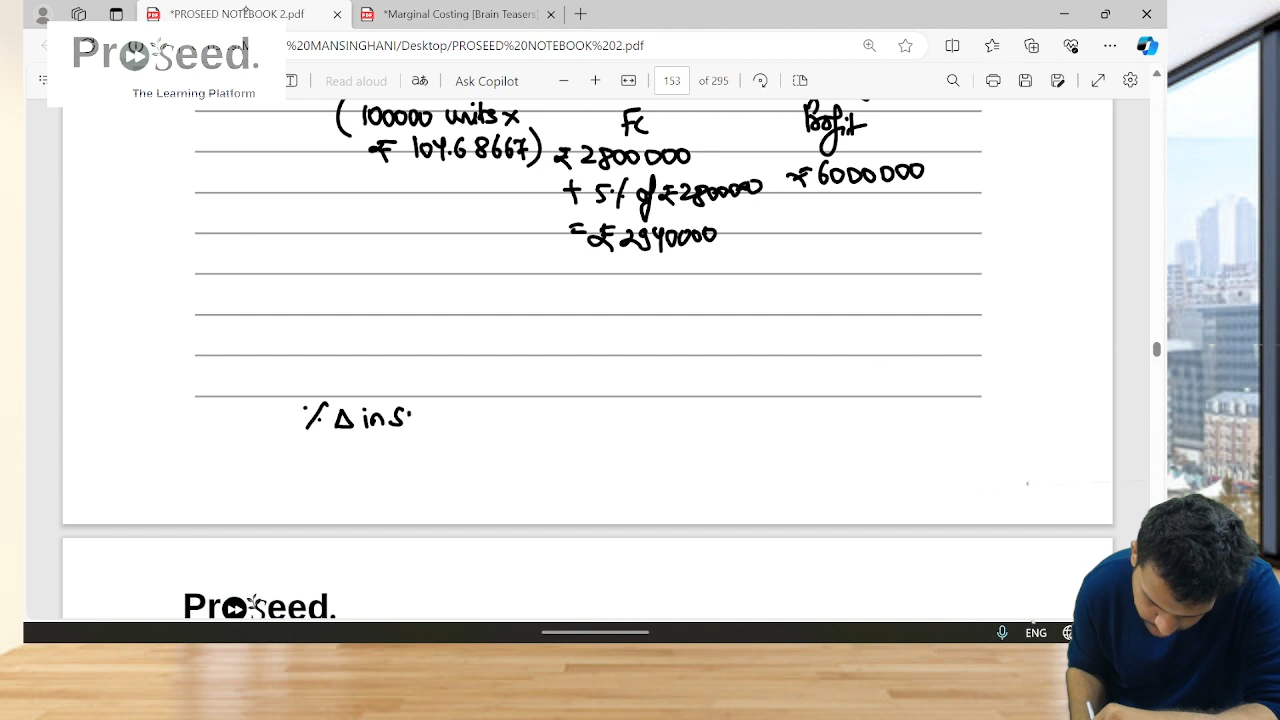 *PROSEED NOTEBOOK 2.pdf
*Marginal Costing [Brain Teasers]
Proseed.
The Learning Platform
%20MANSINGHANI/Desktop/PROSEED%20NOTEBOOK%202.pdf
Read aloud
aあ
Ask Copilot
153 of 295
(100000 units x
₹ 104.68667)
FC
₹2800000
+ 5% of ₹2800000
= ₹2940000
Profit
₹6000000
% Δ in S.
Proseed.
ENG